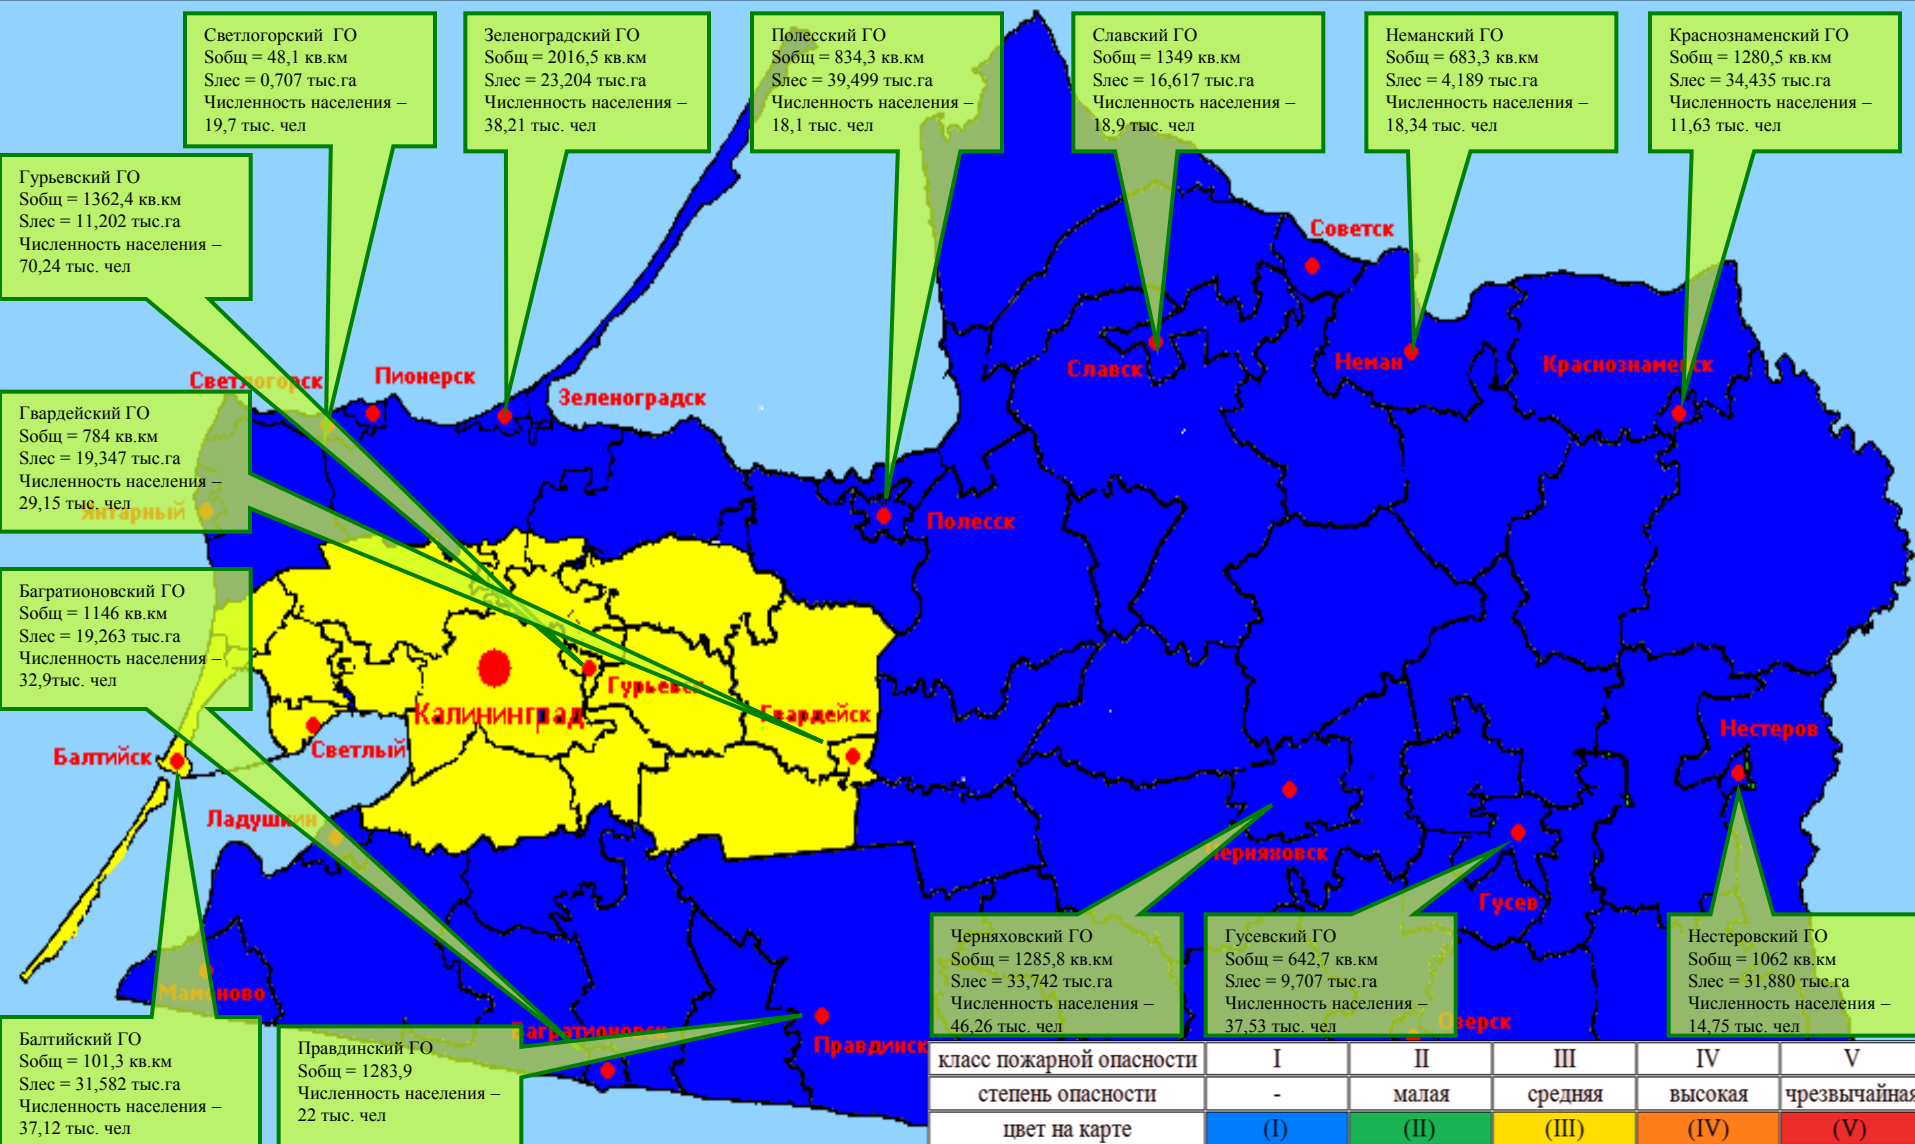 Светлогорский ГО
Sобщ = 48,1 кв.км
Sлес = 0,707 тыс.га
Численность населения –
19,7 тыс. чел
Зеленоградский ГО
Sобщ = 2016,5 кв.км
Sлес = 23,204 тыс.га
Численность населения –
38,21 тыс. чел
Полесский ГО
Sобщ = 834,3 кв.км
Sлес = 39,499 тыс.га
Численность населения –
18,1 тыс. чел
Славский ГО
Sобщ = 1349 кв.км
Sлес = 16,617 тыс.га
Численность населения –
18,9 тыс. чел
Неманский ГО
Sобщ = 683,3 кв.км
Sлес = 4,189 тыс.га
Численность населения –
18,34 тыс. чел
Краснознаменский ГО
Sобщ = 1280,5 кв.км
Sлес = 34,435 тыс.га
Численность населения –
11,63 тыс. чел
Гурьевский ГО
Sобщ = 1362,4 кв.км
Sлес = 11,202 тыс.га
Численность населения –
70,24 тыс. чел
Советск
Славск
Неман
Краснознаменск
Светлогорск
Пионерск
Зеленоградск
Гвардейский ГО
Sобщ = 784 кв.км
Sлес = 19,347 тыс.га
Численность населения –
29,15 тыс. чел
Янтарный
Полесск
Багратионовский ГО
Sобщ = 1146 кв.км
Sлес = 19,263 тыс.га
Численность населения –
32,9тыс. чел
Гурьевск
Калининград
Гвардейск
Светлый
Балтийск
Нестеров
Ладушкин
Черняховск
Гусев
Мамоново
Багратионовск
Правдинск
Озерск
Черняховский ГО
Sобщ = 1285,8 кв.км
Sлес = 33,742 тыс.га
Численность населения –
46,26 тыс. чел
Гусевский ГО
Sобщ = 642,7 кв.км
Sлес = 9,707 тыс.га
Численность населения –
37,53 тыс. чел
Нестеровский ГО
Sобщ = 1062 кв.км
Sлес = 31,880 тыс.га
Численность населения –
14,75 тыс. чел
Балтийский ГО
Sобщ = 101,3 кв.км
Sлес = 31,582 тыс.га
Численность населения –
37,12 тыс. чел
Правдинский ГО
Sобщ = 1283,9
Численность населения –
22 тыс. чел
класс пожарной опасности I II III IV V
степень опасности - малая средняя высокая чрезвычайная
цвет на карте (I) (II) (III) (IV) (V)